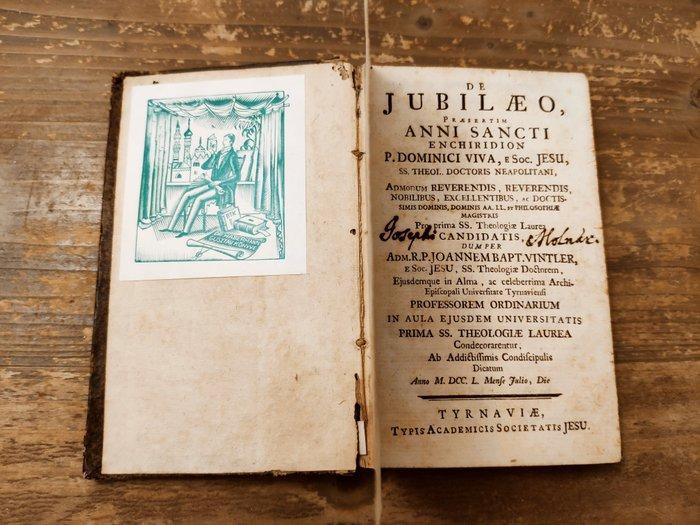 GUSZTÁV KÖNYVE
DE
JUBILÆO,
PRÆSERTIM
ANNI SANCTI
ENCHIRIDION
P. DOMINICI VIVA, E SOC. JESU,
SS. THEOL. DOCTORIS NEAPOLITANI,
ADMODUM REVERENDIS, REVERENDIS,
NOBILIBUS, EXCELLENTIBUS, AC DOCTIS-
SIMIS DOMINIS, DOMINIS AA. LL. ET PHILOSOPHIÆ
MAGISTRIS
Pro prima SS. Theologiæ Laurea
Josephi CANDIDATIS, Molnár.
DUM PER
ADM. R. P. JOANNEM BAPT. VINTLER,
E SOC. JESU, SS. Theologiæ Doctorem,
Ejusdemque in Alma, ac celeberrima Archi-
Episcopali Universitate Tyrnaviensi
PROFESSOREM ORDINARIUM
IN AULA EJUSDEM UNIVERSITATIS
PRIMA SS. THEOLOGIÆ LAUREA
Condecorarentur,
Ab Addictissimis Condiscipulis
Dicatum
Anno M. DCC. L. Mense Julio, Die
TYRNAVIÆ,
TYPIS ACADEMICIS SOCIETATIS JESU.